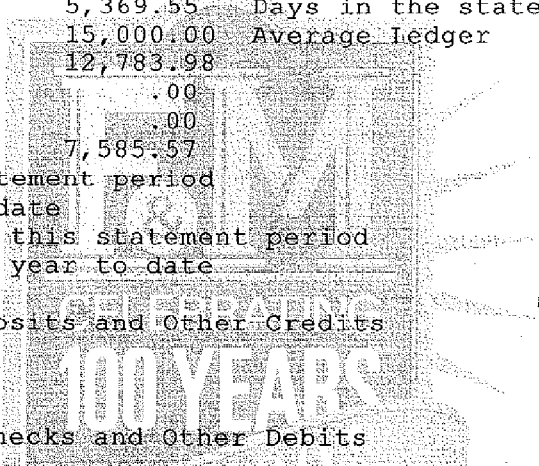 5,369.55 Days in the state
15,000.00 Average Ledger
12,783.98
.00
.00
7,585.57
tement period
date
this statement period
year to date
F&M
CELEBRATING
osits and Other Credits
100 YEARS
hecks and Other Debits